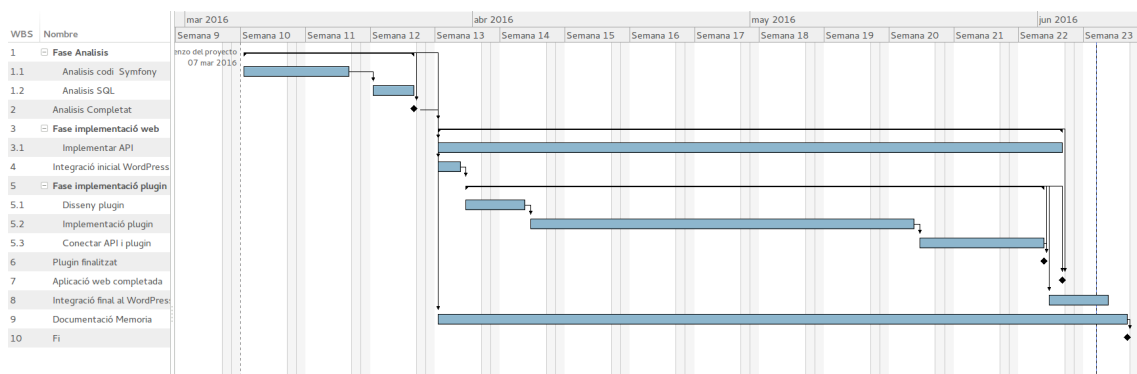 mar 2016 abr 2016 may 2016 jun 2016
WBS Nombre Semana 9 Semana 10 Semana 11 Semana 12 Semana 13 Semana 14 Semana 15 Semana 16 Semana 17 Semana 18 Semana 19 Semana 20 Semana 21 Semana 22 Semana 23
1 Fase Analisis
enzo del proyecto
07 mar 2016
1.1 Analisis codi Symfony
1.2 Analisis SQL
2 Analisis Completat
3 Fase implementació web
3.1 Implementar API
4 Integració inicial WordPress
5 Fase implementació plugin
5.1 Disseny plugin
5.2 Implementació plugin
5.3 Conectar API i plugin
6 Plugin finalitzat
7 Aplicació web completada
8 Integració final al WordPress
9 Documentació Memoria
10 Fi